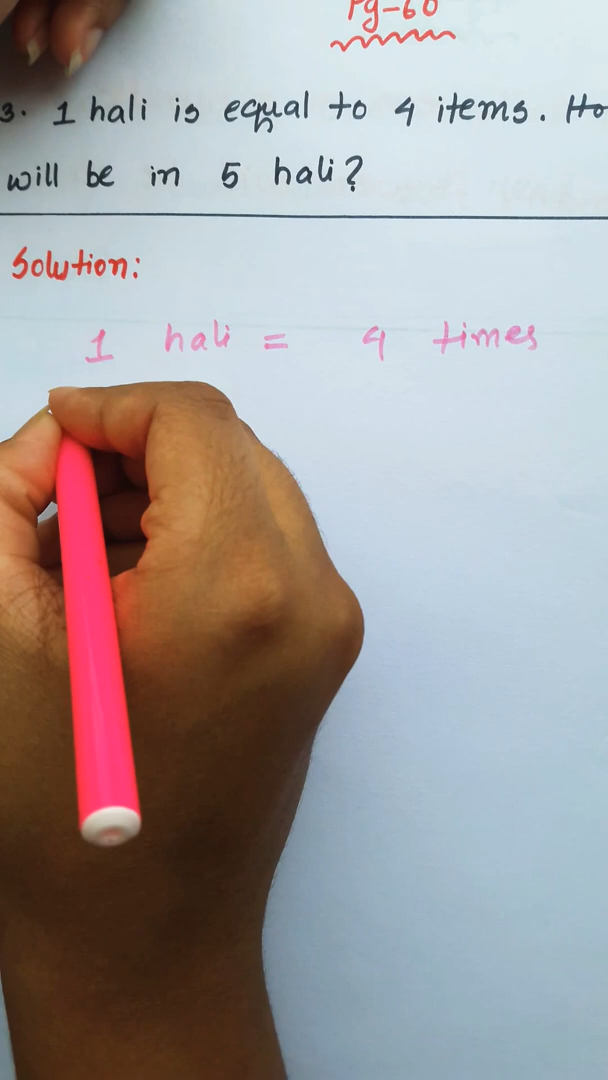 Pg-60
3. 1 hali is equal to 4 items. Ho
will be in 5 hali?
Solution:
1 hali = 4 times